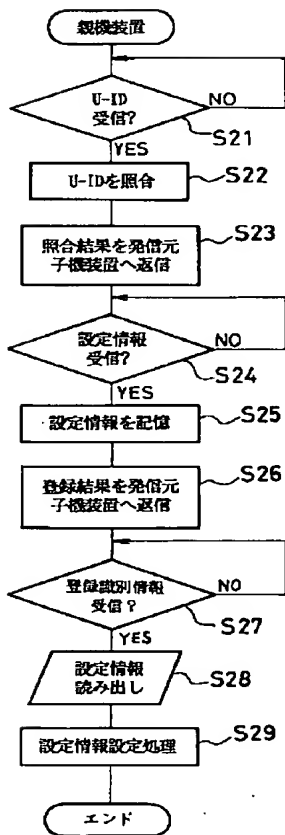 親機装置
U-ID
受信?
NO
S21
YES
U-IDを照合
S22
照合結果を発信元
子機装置へ返信
S23
設定情報
受信?
NO
S24
YES
設定情報を記憶
S25
登録結果を発信元
子機装置へ返信
S26
登録識別情報
受信?
NO
S27
YES
設定情報
読み出し
S28
設定情報設定処理
S29
エンド